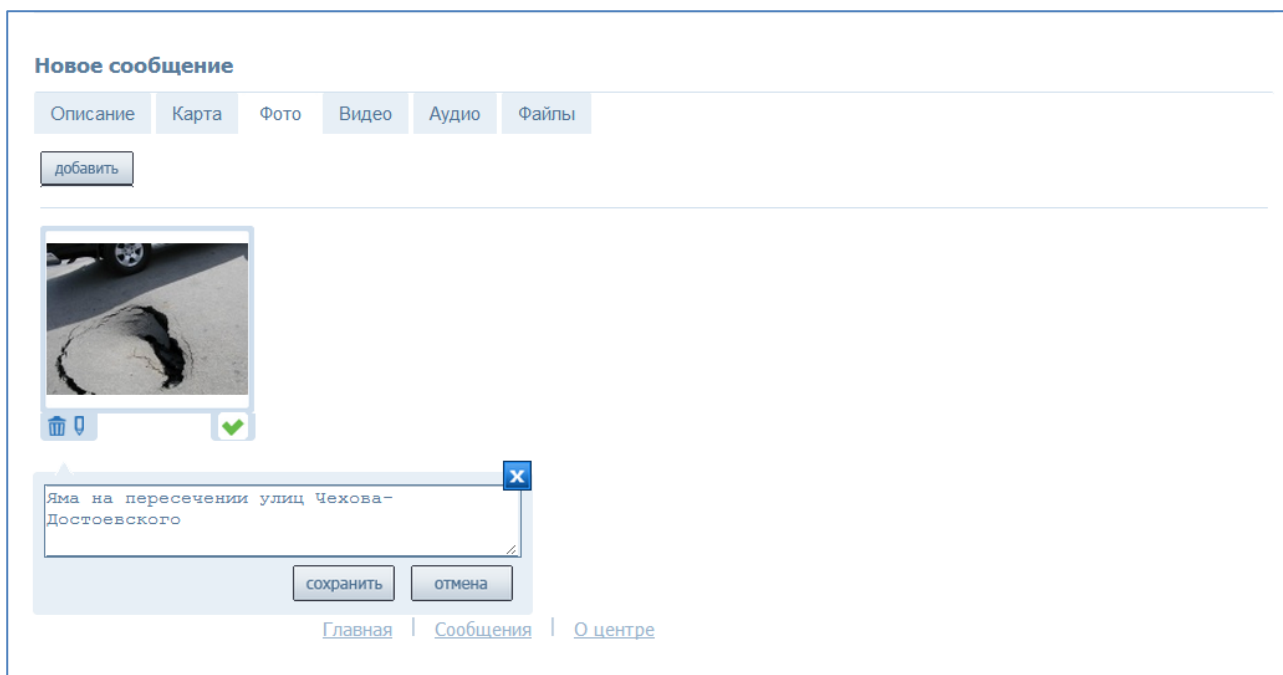 Новое сообщение
Описание Карта Фото Видео Аудио Файлы
добавить
x
Яма на пересечении улиц Чехова-
Достоевского
сохранить отмена
Главная | Сообщения | О центре